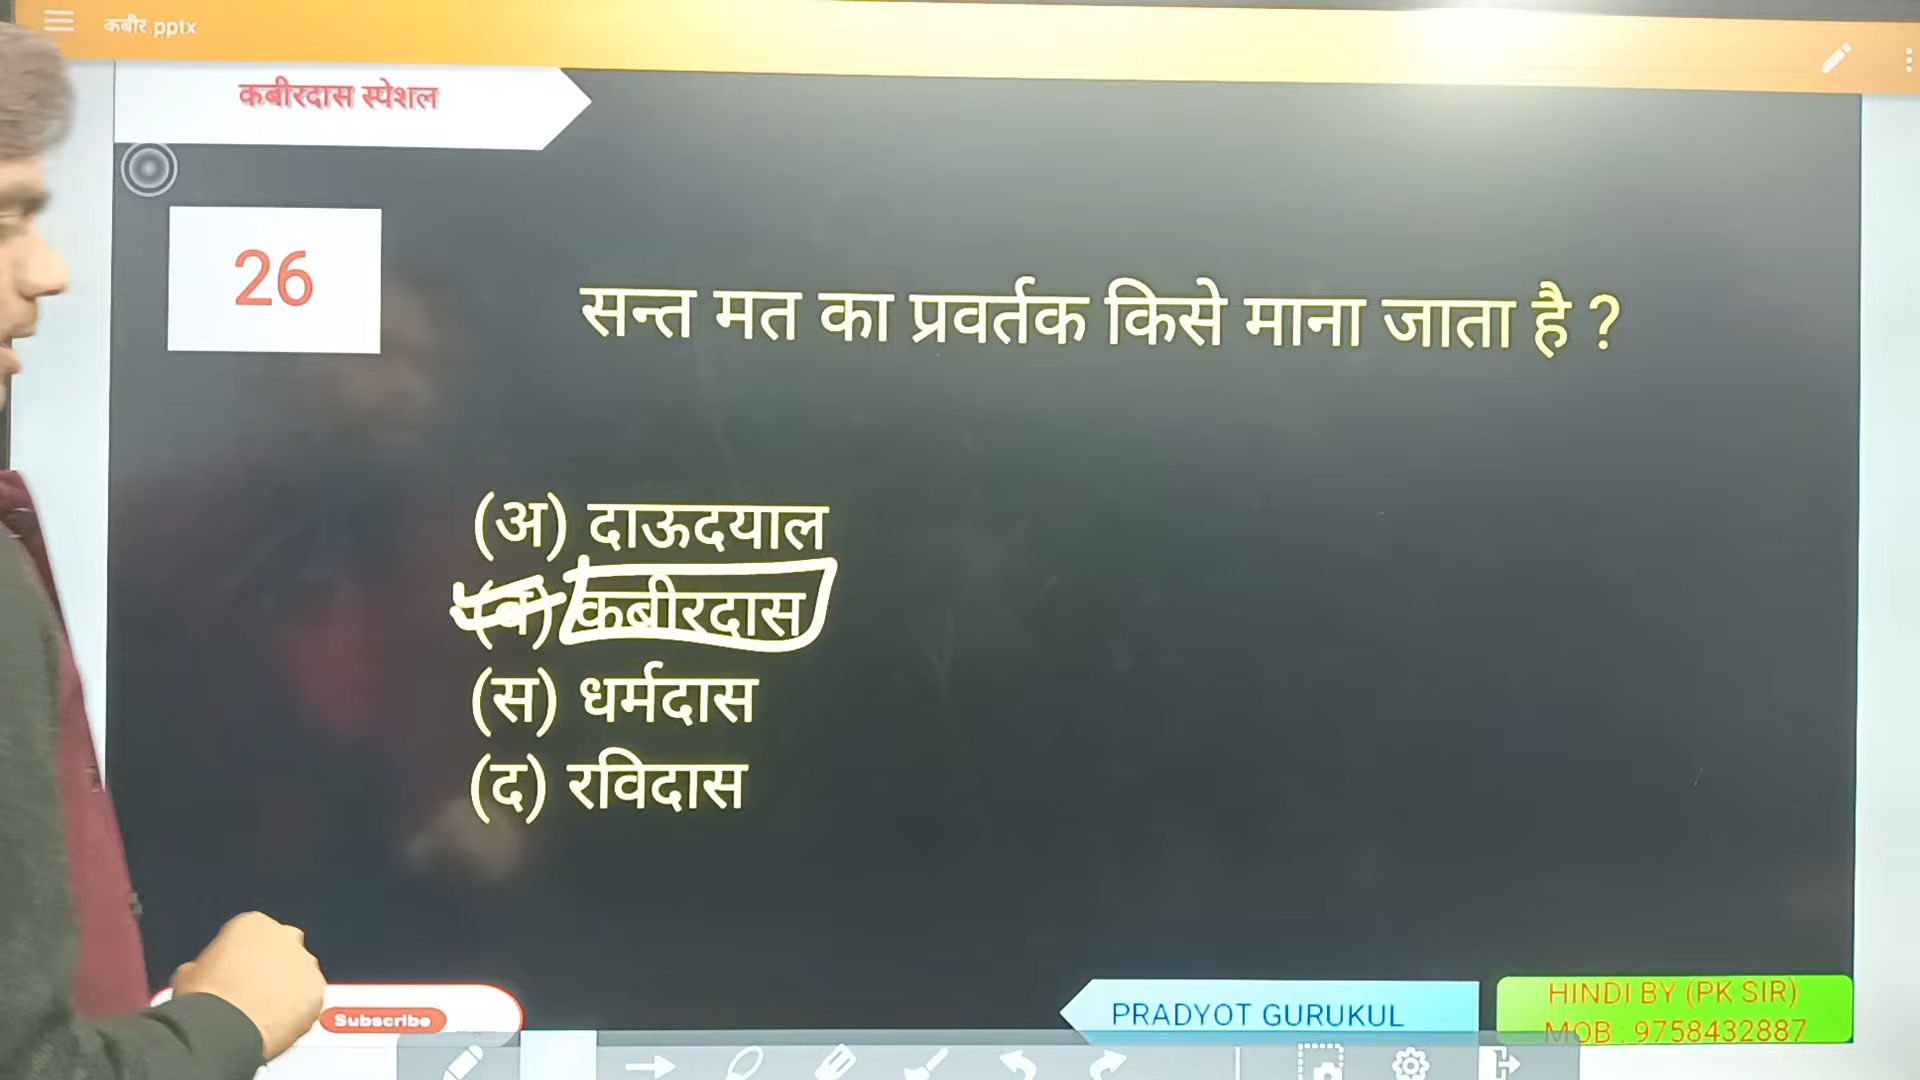 कबीर.pptx
कबीरदास स्पेशल
26
सन्त मत का प्रवर्तक किसे माना जाता है ?
(अ) दाऊदयाल
(ब) कबीरदास
(स) धर्मदास
(द) रविदास
Subscribe
PRADYOT GURUKUL
HINDI BY (PK SIR)
MOB . 9758432887